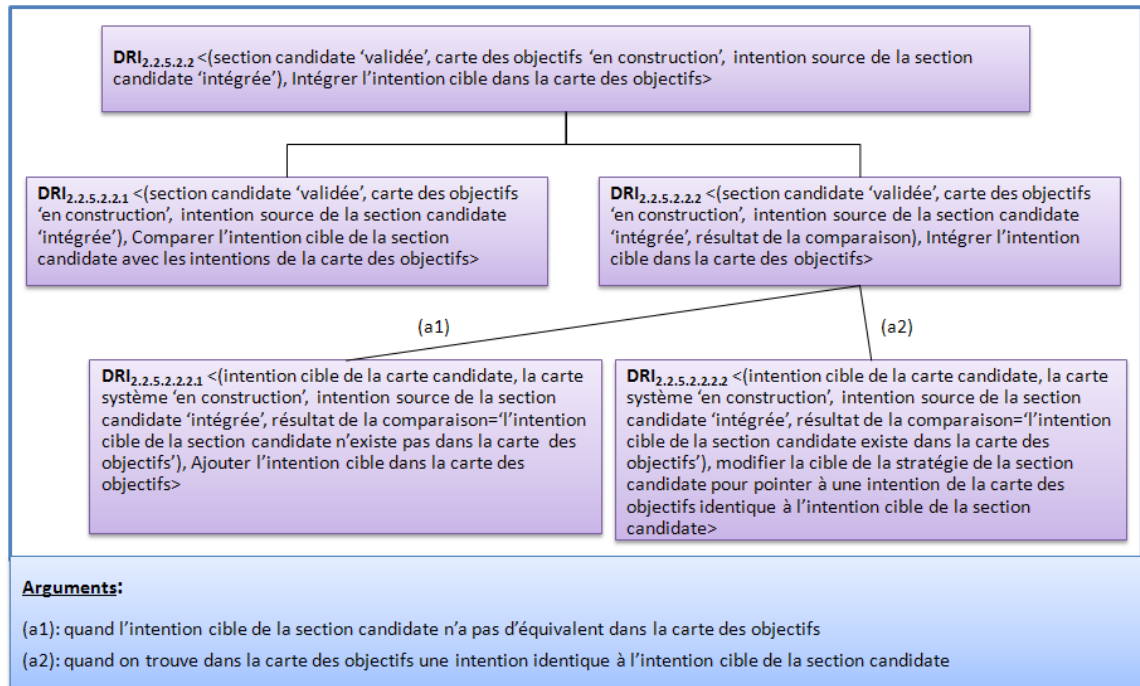 DRI2.2.5.2.2 <(section candidate ‘validée’, carte des objectifs ‘en construction’, intention source de la section
candidate ‘intégrée’), Intégrer l’intention cible dans la carte des objectifs>
DRI2.2.5.2.2.1 <(section candidate ‘validée’, carte des objectifs
‘en construction’, intention source de la section candidate
‘intégrée’), Comparer l’intention cible de la section
candidate avec les intentions de la carte des objectifs>
DRI2.2.5.2.2.2 <(section candidate ‘validée’, carte des objectifs
‘en construction’, intention source de la section candidate
‘intégrée’, résultat de la comparaison), Intégrer l’intention
cible dans la carte des objectifs>
(a1)
(a2)
DRI2.2.5.2.2.2.1 <(intention cible de la carte candidate, la carte
système ‘en construction’, intention source de la section
candidate ‘intégrée’, résultat de la comparaison=‘l’intention
cible de la section candidate n’existe pas dans la carte des
objectifs’), Ajouter l’intention cible dans la carte des
objectifs>
DRI2.2.5.2.2.2.2 <(intention cible de la carte candidate, la carte
système ‘en construction’, intention source de la section
candidate ‘intégrée’, résultat de la comparaison=‘l’intention
cible de la section candidate existe dans la carte des
objectifs’), modifier la cible de la stratégie de la section
candidate pour pointer à une intention de la carte des
objectifs identique à l’intention cible de la section
candidate>
Arguments:
(a1): quand l’intention cible de la section candidate n’a pas d’équivalent dans la carte des objectifs
(a2): quand on trouve dans la carte des objectifs une intention identique à l’intention cible de la section candidate